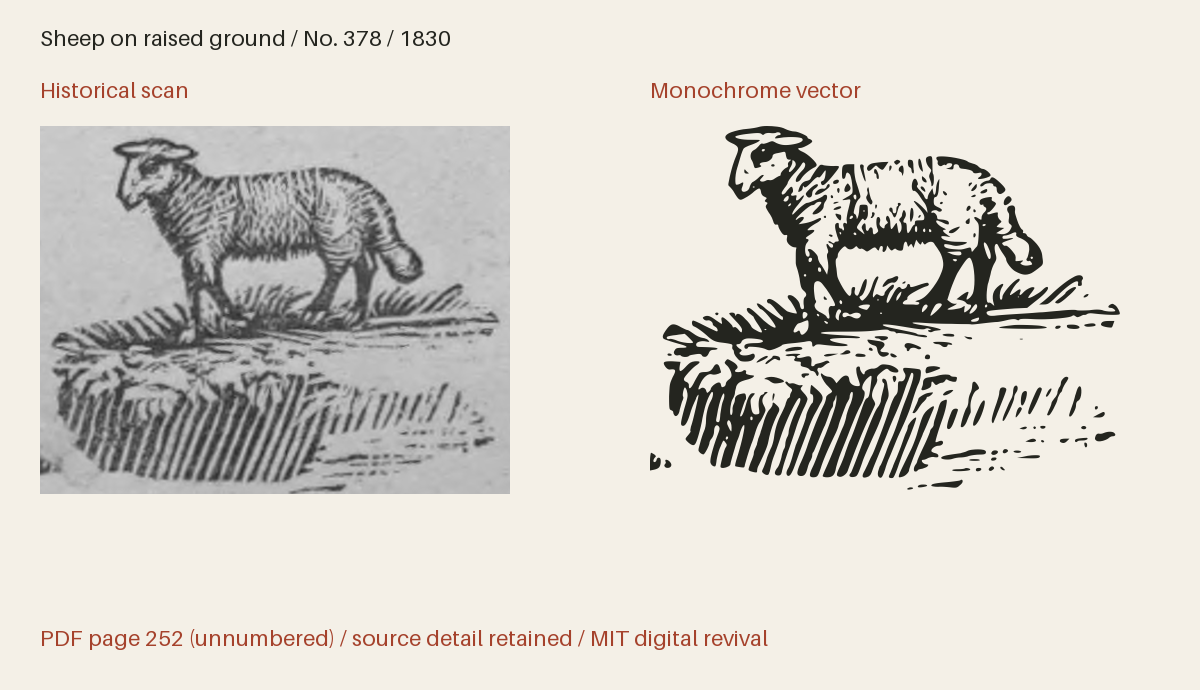 Sheep on raised ground / No. 378 / 1830
Historical scan
Monochrome vector
PDF page 252 (unnumbered) / source detail retained / MIT digital revival